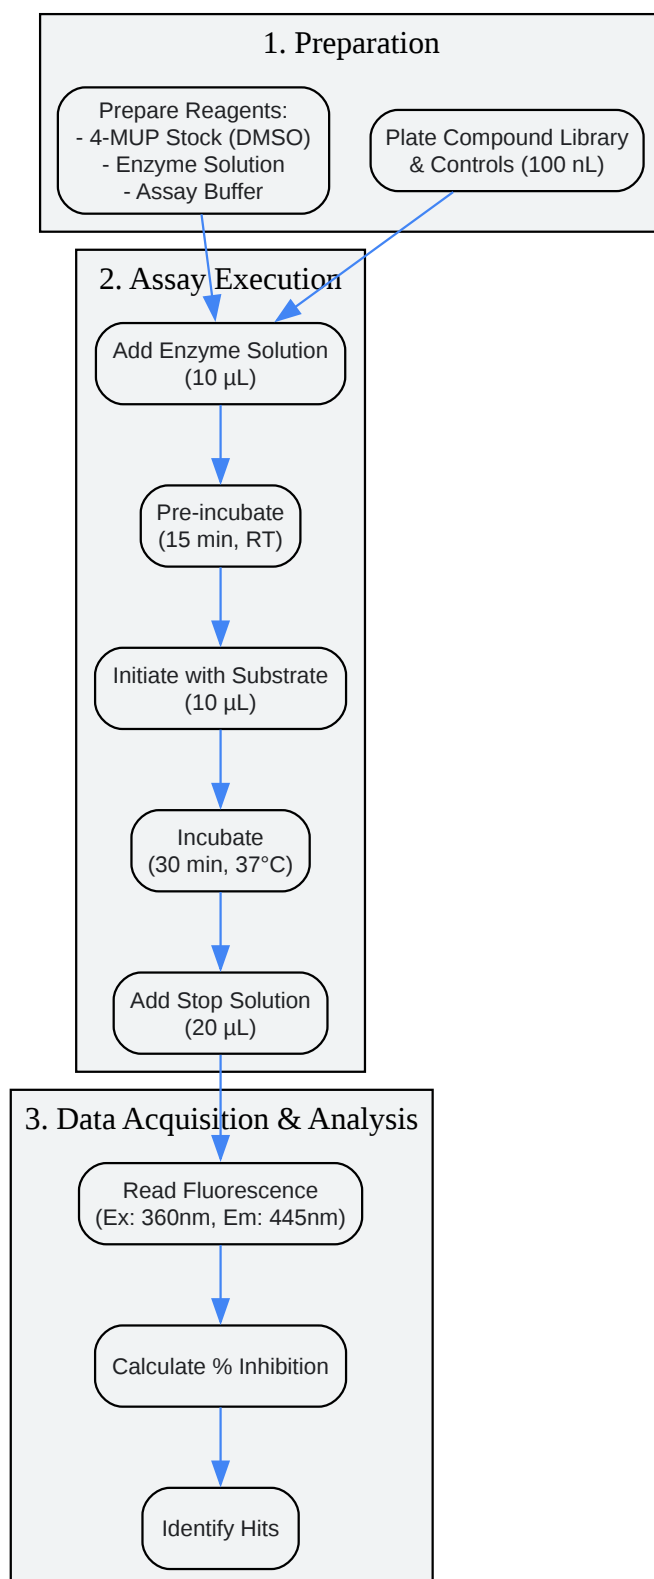 1. Preparation
Prepare Reagents:
- 4-MUP Stock (DMSO)
- Enzyme Solution
- Assay Buffer
Plate Compound Library
& Controls (100 nL)
2. Assay Execution
Add Enzyme Solution
(10 µL)
Pre-incubate
(15 min, RT)
Initiate with Substrate
(10 µL)
Incubate
(30 min, 37°C)
Add Stop Solution
(20 µL)
3. Data Acquisition & Analysis
Read Fluorescence
(Ex: 360nm, Em: 445nm)
Calculate % Inhibition
Identify Hits